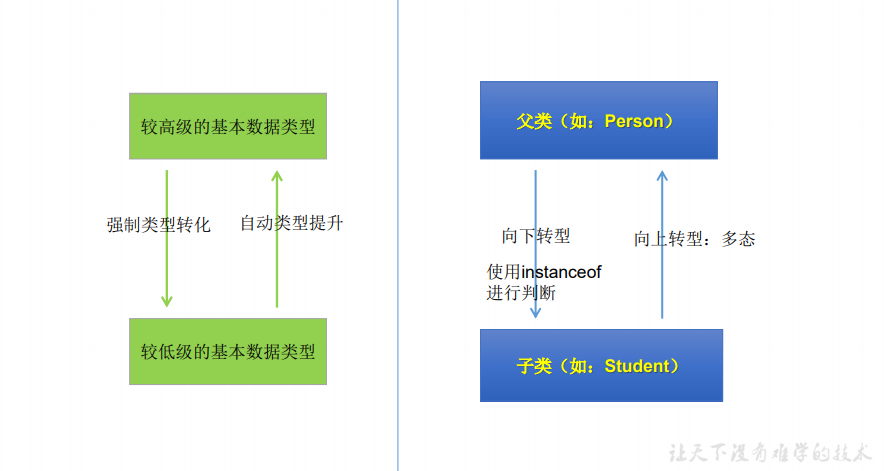 较高级的基本数据类型
强制类型转化
自动类型提升
较低级的基本数据类型
父类（如：Person）
向下转型
使用instanceof
进行判断
向上转型：多态
子类（如：Student）
让天下没有难学的技术